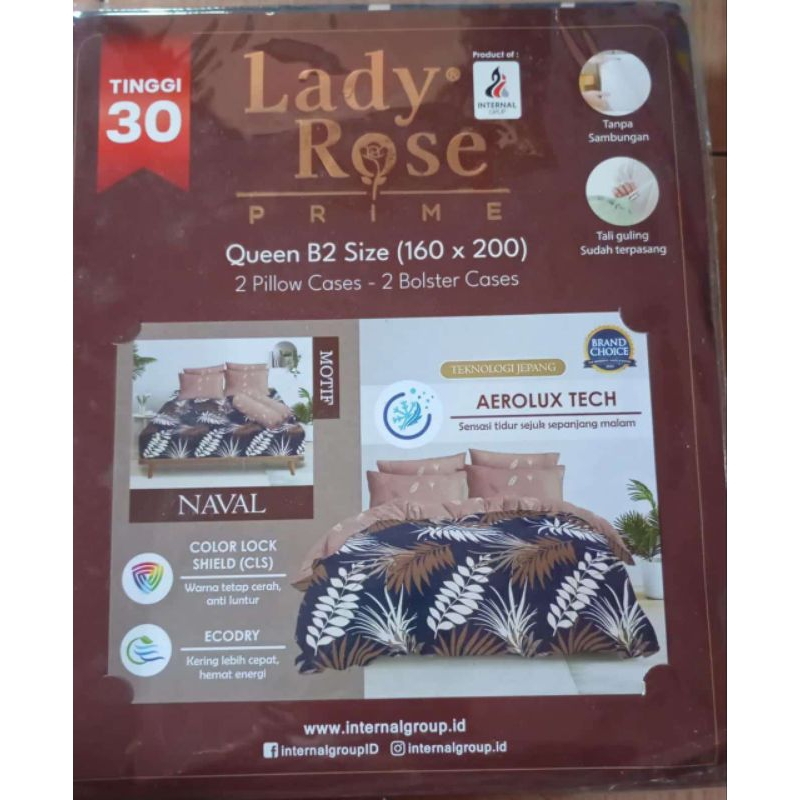 TINGGI
30
Lady®
Rose
PRIME
Product of :
INTERNAL
GRUP
Tanpa
Sambungan
Tali guling
Sudah terpasang
Queen B2 Size (160 x 200)
2 Pillow Cases - 2 Bolster Cases
MOTIF
NAVAL
BRAND
CHOICE
TEKNOLOGI JEPANG
AEROLUX TECH
Sensasi tidur sejuk sepanjang malam
COLOR LOCK
SHIELD (CLS)
Warna tetap cerah,
anti luntur
ECODRY
Kering lebih cepat,
hemat energi
www.internalgroup.id
internalgroupID internalgroup.id